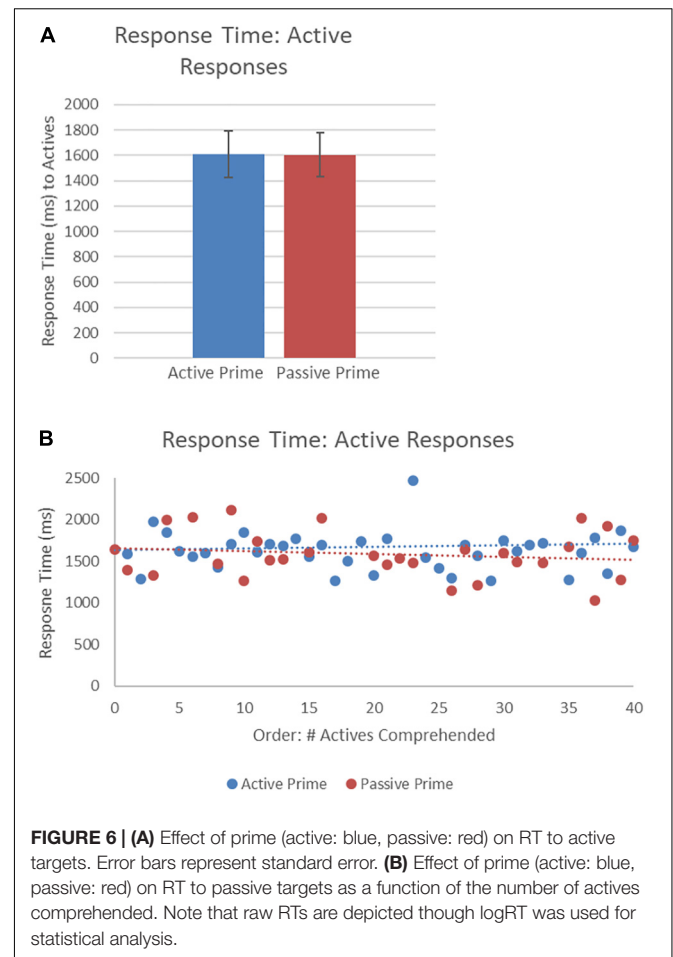 A
Response Time: Active
Responses
Response Time (ms) to Actives
2000
1800
1600
1400
1200
1000
800
600
400
200
0
Active Prime Passive Prime
B
Response Time: Active Responses
Resposne Time (ms)
2500
2000
1500
1000
500
0
0 5 10 15 20 25 30 35 40
Order: # Actives Comprehended
Active Prime Passive Prime
FIGURE 6 | (A) Effect of prime (active: blue, passive: red) on RT to active
targets. Error bars represent standard error. (B) Effect of prime (active: blue,
passive: red) on RT to passive targets as a function of the number of actives
comprehended. Note that raw RTs are depicted though logRT was used for
statistical analysis.